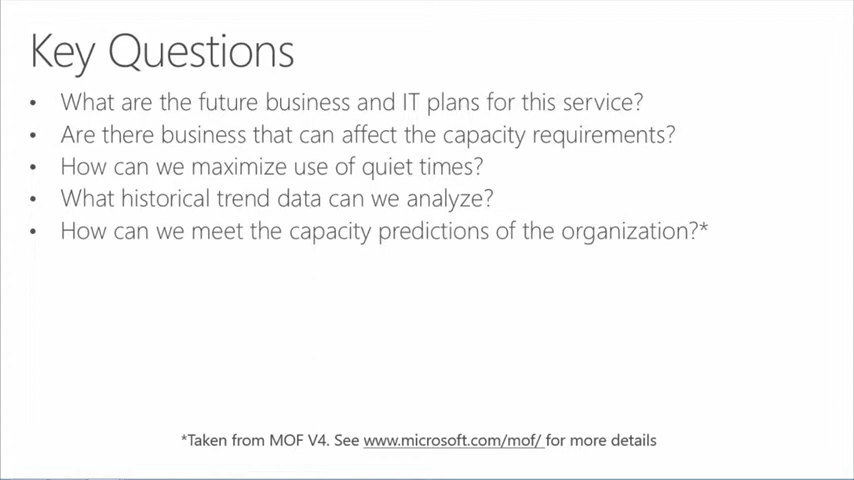 Key Questions
• What are the future business and IT plans for this service?
• Are there business that can affect the capacity requirements?
• How can we maximize use of quiet times?
• What historical trend data can we analyze?
• How can we meet the capacity predictions of the organization?*
*Taken from MOF V4. See www.microsoft.com/mof/ for more details